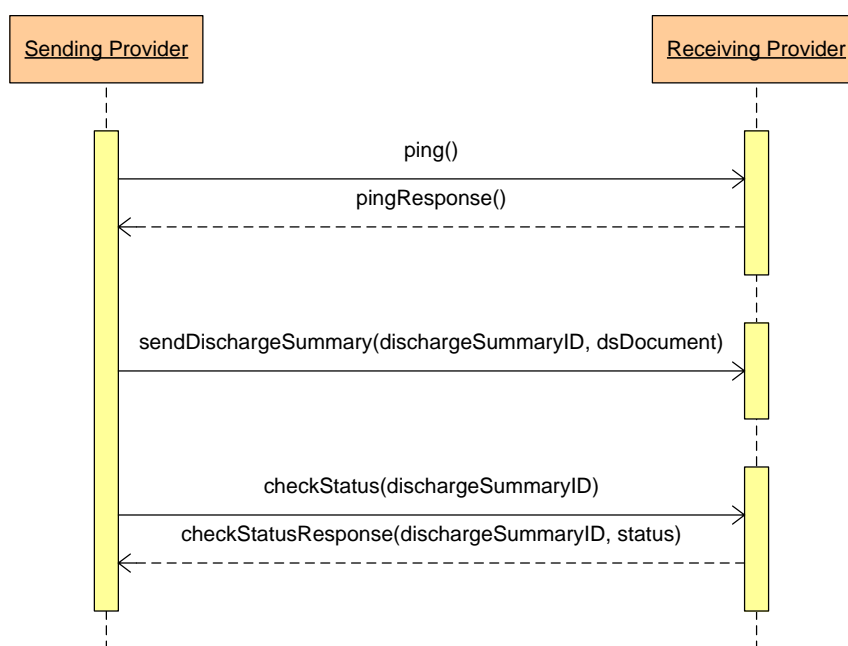 Sending Provider
Receiving Provider
ping()
pingResponse()
sendDischargeSummary(dischargeSummaryID, dsDocument)
checkStatus(dischargeSummaryID)
checkStatusResponse(dischargeSummaryID, status)